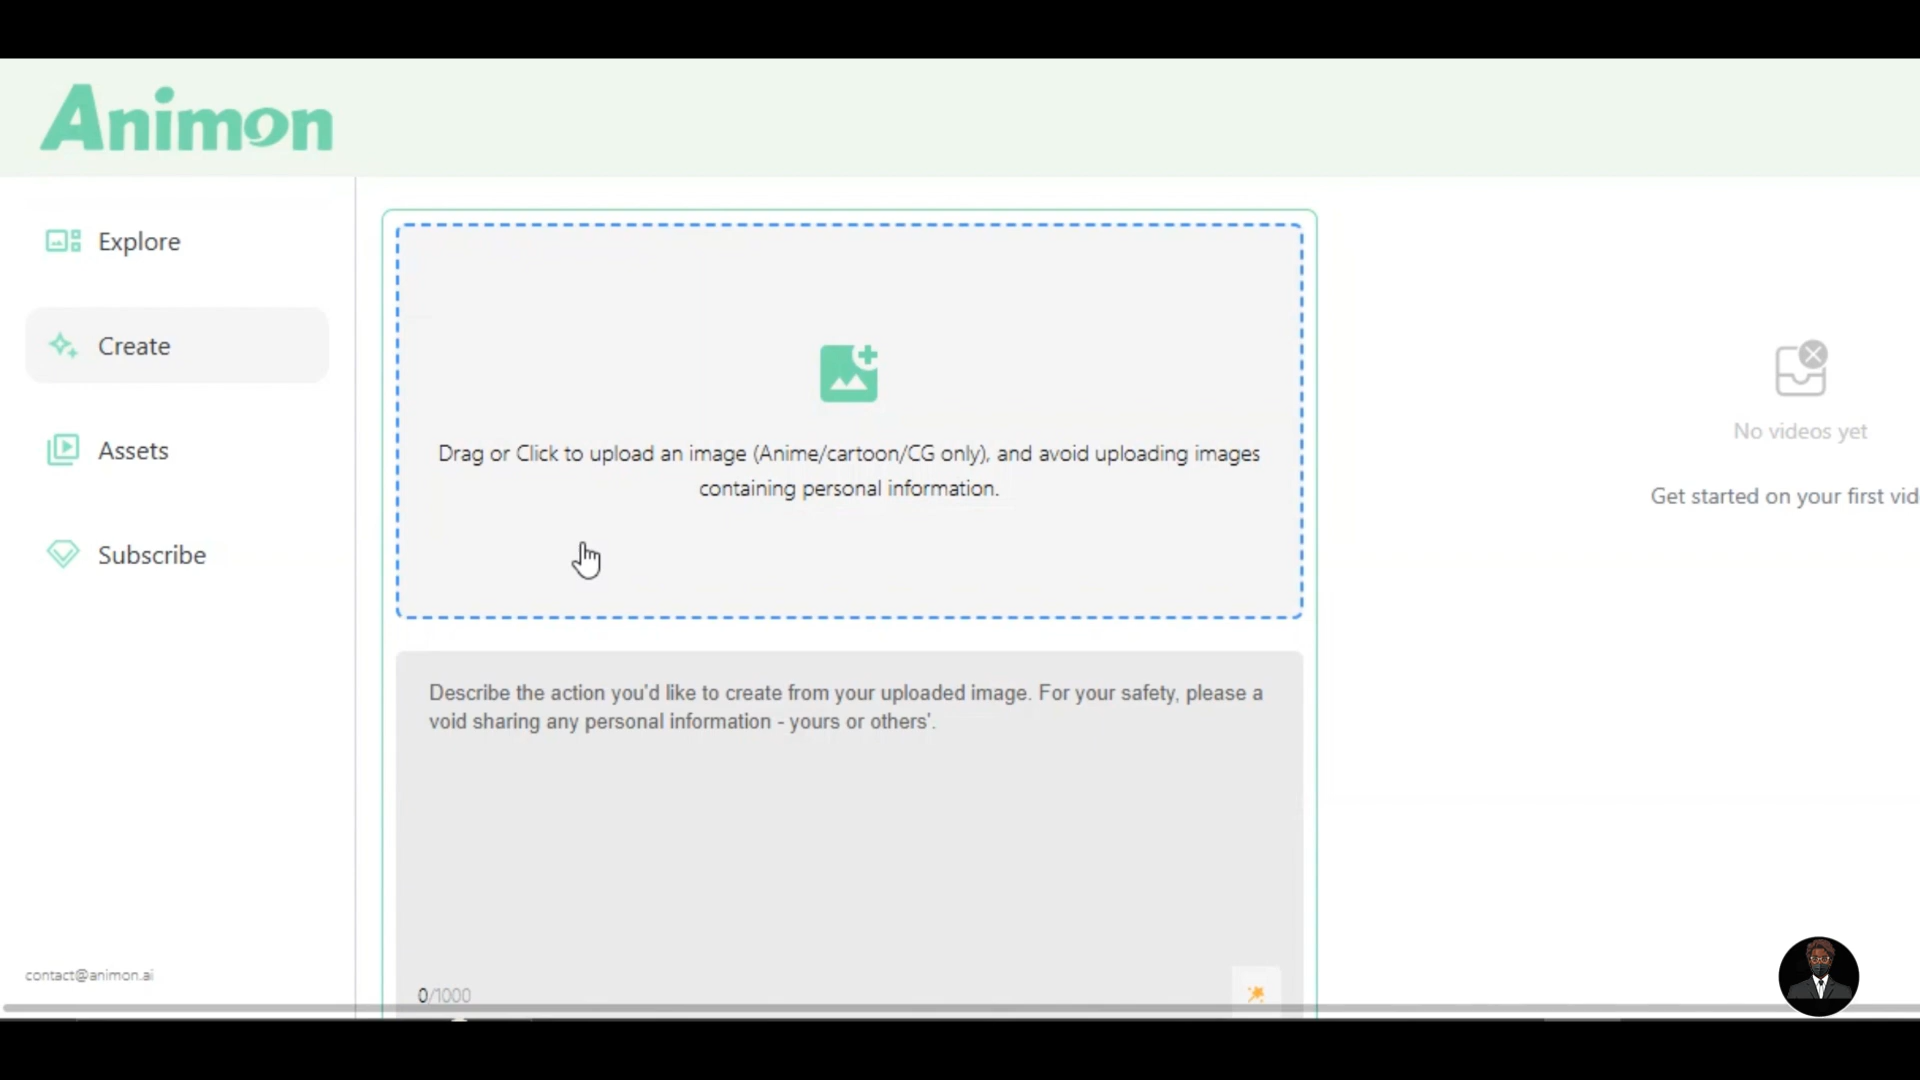 Animon
Explore
Create
Assets
Subscribe
contact@animon.ai
Drag or Click to upload an image (Anime/cartoon/CG only), and avoid uploading images
containing personal information.
Describe the action you'd like to create from your uploaded image. For your safety, please a
void sharing any personal information - yours or others'.
0/1000
No videos yet
Get started on your first vid